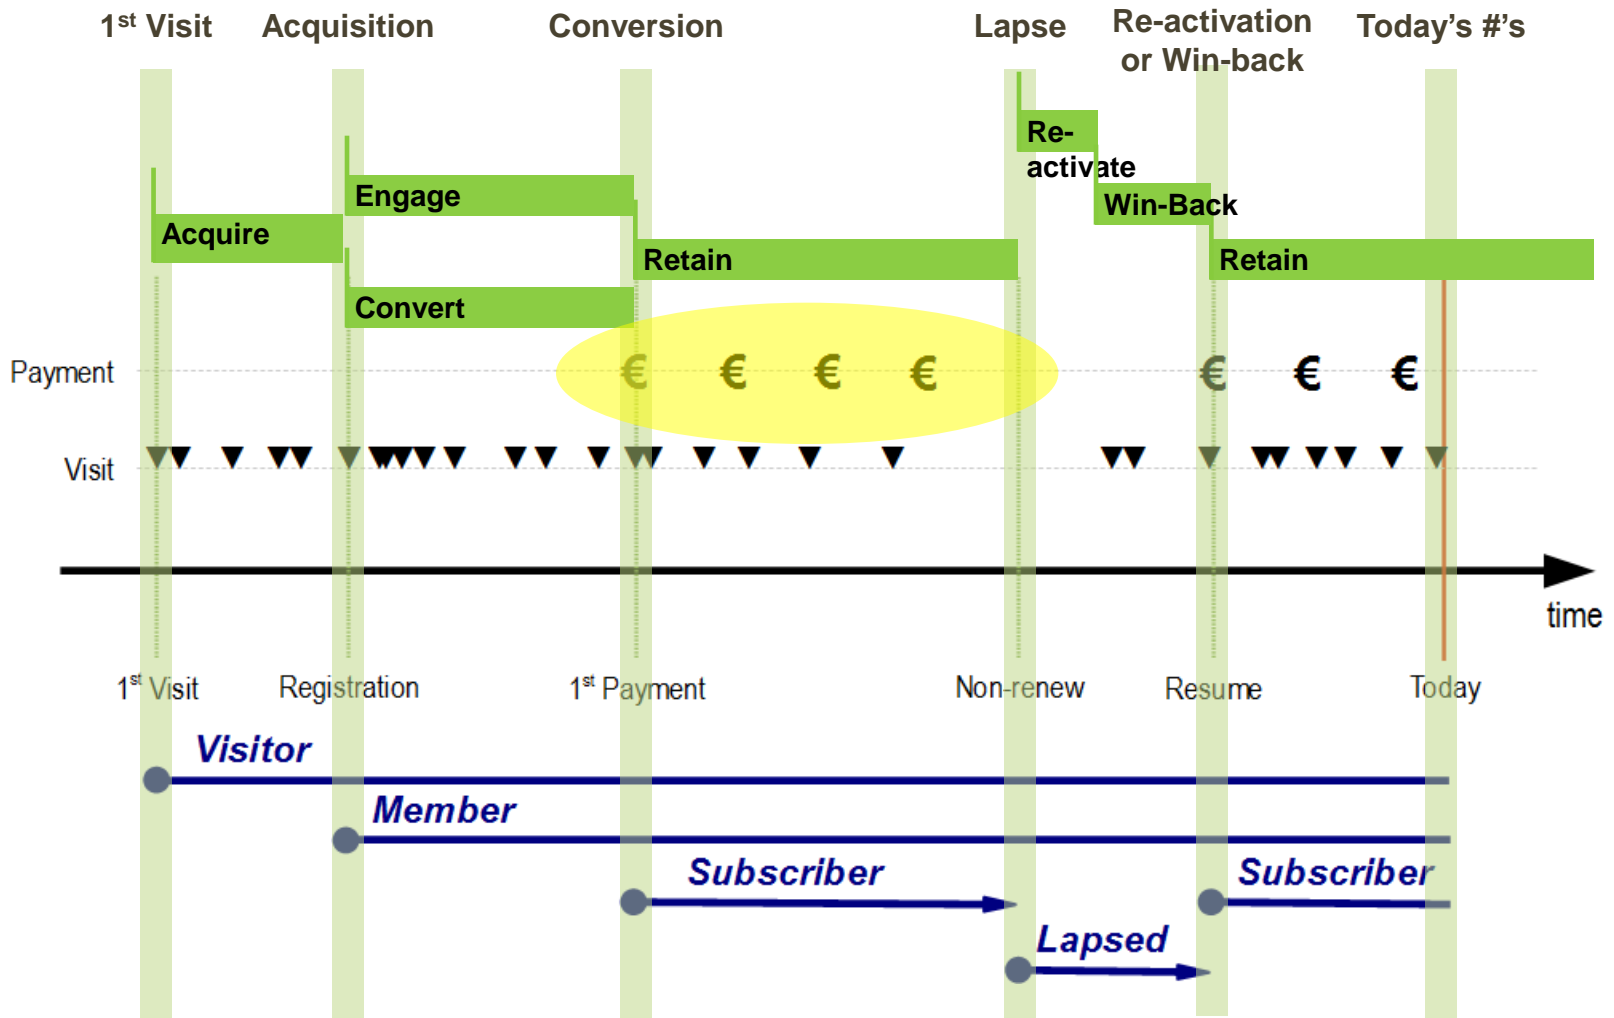 1st Visit
Acquisition
Conversion
Lapse
Re-activation
or Win-back
Today's #'s
Re-
activate
Engage
Win-Back
Acquire
Retain
Retain
Convert
Payment
€ € € € € € €
Visit
time
1st Visit
Registration
1st Payment
Non-renew
Resume
Today
Visitor
Member
Subscriber
Subscriber
Lapsed